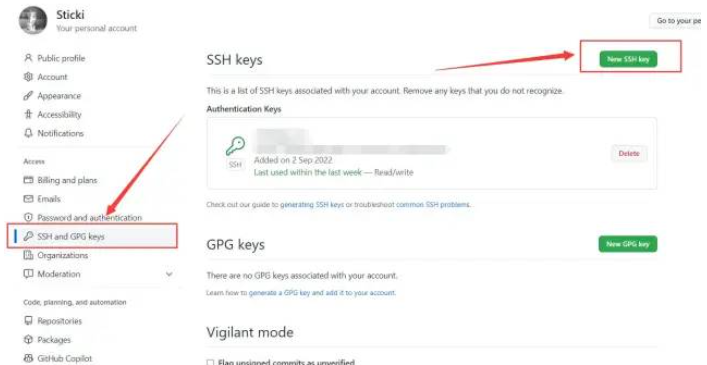 Sticki
Your personal account
Go to your pe
Public profile
Account
Appearance
Accessibility
Notifications
Access
Billing and plans
Emails
Password and authentication
SSH and GPG keys
Organizations
Moderation
Code, planning, and automation
Repositories
Packages
GitHub Copilot
SSH keys
New SSH key
This is a list of SSH keys associated with your account. Remove any keys that you do not recognize.
Authentication Keys
SSH
Added on 2 Sep 2022
Last used within the last week — Read/write
Delete
Check out our guide to generating SSH keys or troubleshoot common SSH problems.
GPG keys
New GPG key
There are no GPG keys associated with your account.
Learn how to generate a GPG key and add it to your account.
Vigilant mode
Flag unsigned commits as unverified